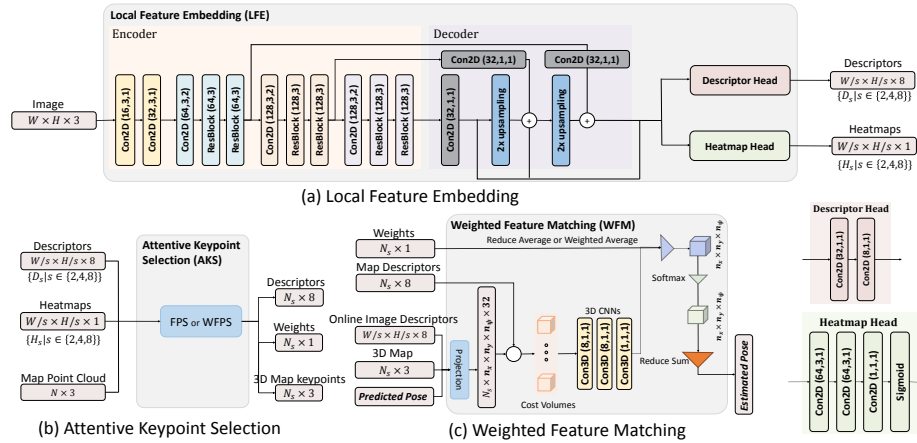 Local Feature Embedding (LFE)
Encoder
Decoder
Image
W × H × 3
Con2D (16,3,1)
Con2D (32,3,1)
Con2D (64,3,2)
ResBlock (64,3)
ResBlock (64,3)
Con2D (128,3,2)
ResBlock (128,3)
ResBlock (128,3)
Con2D (128,3,2)
ResBlock (128,3)
ResBlock (128,3)
Con2D (32,1,1)
Con2D (32,1,1)
Con2D (32,1,1)
2x upsampling
+
2x upsampling
+
Descriptor Head
Heatmap Head
Descriptors
W/s × H/s × 8
{D_s|s ∈ {2,4,8}}
Heatmaps
W/s × H/s × 1
{H_s|s ∈ {2,4,8}}
(a) Local Feature Embedding
Descriptors
W/s × H/s × 8
{D_s|s ∈ {2,4,8}}
Heatmaps
W/s × H/s × 1
{H_s|s ∈ {2,4,8}}
Map Point Cloud
N × 3
Attentive Keypoint
Selection (AKS)
FPS or WFPS
Descriptors
N_s × 8
Weights
N_s × 1
3D Map keypoints
N_s × 3
(b) Attentive Keypoint Selection
Weighted Feature Matching (WFM)
Weights
N_s × 1
Reduce Average or Weighted Average
Map Descriptors
N_s × 8
Online Image Descriptors
W/s × H/s × 8
3D Map
N_s × 3
Predicted Pose
Projection
N_s × n_x × n_y × n_ψ × 32
Cost Volumes
3D CNNs
Con3D (8,1,1)
Con3D (8,1,1)
Con3D (1,1,1)
n_x × n_y × n_ψ
Softmax
n_x × n_y × n_ψ
Reduce Sum
Estimated Pose
(c) Weighted Feature Matching
Descriptor Head
Con2D (32,1,1)
Con2D (8,1,1)
Heatmap Head
Con2D (64,3,1)
Con2D (64,3,1)
Con2D (1,1,1)
Sigmoid